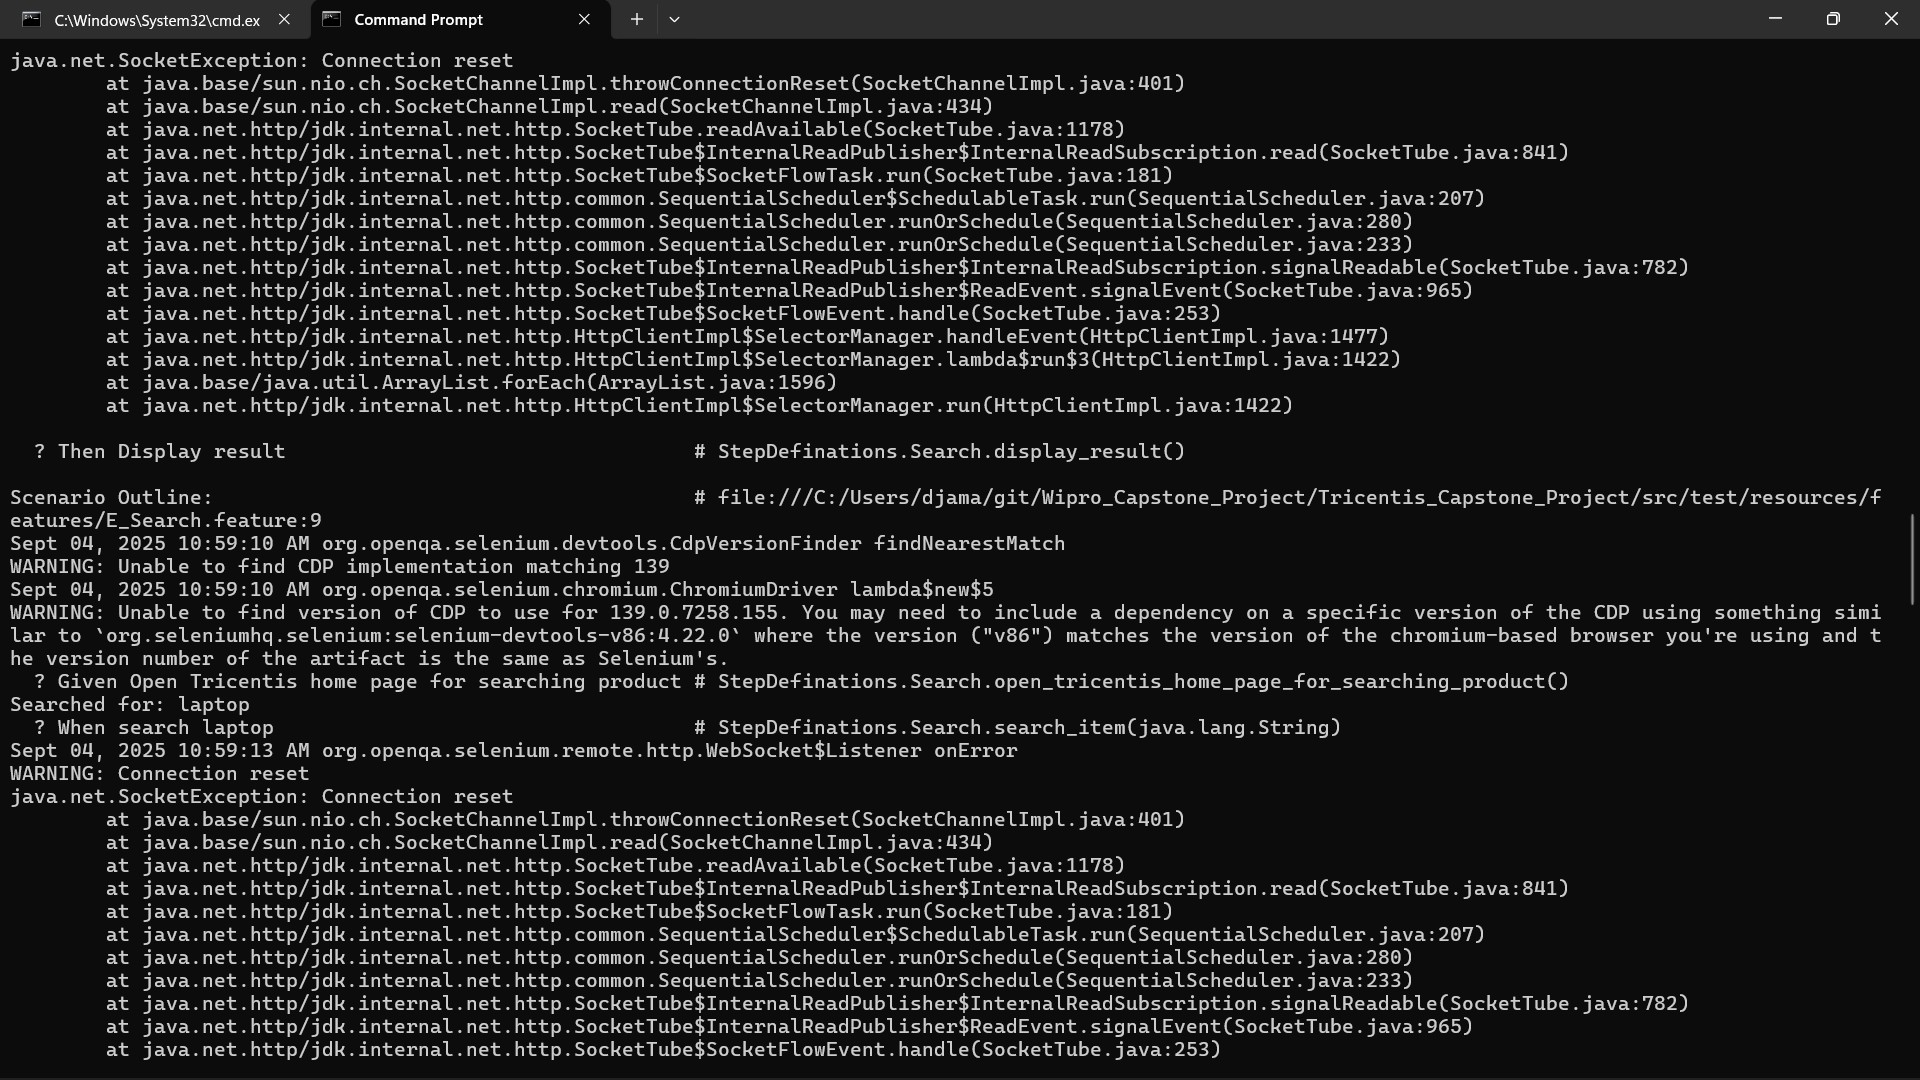 C:\Windows\System32\cmd.ex
Command Prompt
java.net.SocketException: Connection reset
        at java.base/sun.nio.ch.SocketChannelImpl.throwConnectionReset(SocketChannelImpl.java:401)
        at java.base/sun.nio.ch.SocketChannelImpl.read(SocketChannelImpl.java:434)
        at java.net.http/jdk.internal.net.http.SocketTube.readAvailable(SocketTube.java:1178)
        at java.net.http/jdk.internal.net.http.SocketTube$InternalReadPublisher$InternalReadSubscription.read(SocketTube.java:841)
        at java.net.http/jdk.internal.net.http.SocketTube$SocketFlowTask.run(SocketTube.java:181)
        at java.net.http/jdk.internal.net.http.common.SequentialScheduler$SchedulableTask.run(SequentialScheduler.java:207)
        at java.net.http/jdk.internal.net.http.common.SequentialScheduler.runOrSchedule(SequentialScheduler.java:280)
        at java.net.http/jdk.internal.net.http.common.SequentialScheduler.runOrSchedule(SequentialScheduler.java:233)
        at java.net.http/jdk.internal.net.http.SocketTube$InternalReadPublisher$InternalReadSubscription.signalReadable(SocketTube.java:782)
        at java.net.http/jdk.internal.net.http.SocketTube$InternalReadPublisher$ReadEvent.signalEvent(SocketTube.java:965)
        at java.net.http/jdk.internal.net.http.SocketTube$SocketFlowEvent.handle(SocketTube.java:253)
        at java.net.http/jdk.internal.net.http.HttpClientImpl$SelectorManager.handleEvent(HttpClientImpl.java:1477)
        at java.net.http/jdk.internal.net.http.HttpClientImpl$SelectorManager.lambda$run$3(HttpClientImpl.java:1422)
        at java.base/java.util.ArrayList.forEach(ArrayList.java:1596)
        at java.net.http/jdk.internal.net.http.HttpClientImpl$SelectorManager.run(HttpClientImpl.java:1422)
  ? Then Display result                                  # StepDefinations.Search.display_result()
Scenario Outline:                                        # file:///C:/Users/djama/git/Wipro_Capstone_Project/Tricentis_Capstone_Project/src/test/resources/f
eatures/E_Search.feature:9
Sept 04, 2025 10:59:10 AM org.openqa.selenium.devtools.CdpVersionFinder findNearestMatch
WARNING: Unable to find CDP implementation matching 139
Sept 04, 2025 10:59:10 AM org.openqa.selenium.chromium.ChromiumDriver lambda$new$5
WARNING: Unable to find version of CDP to use for 139.0.7258.155. You may need to include a dependency on a specific version of the CDP using something simi
lar to `org.seleniumhq.selenium:selenium-devtools-v86:4.22.0` where the version ("v86") matches the version of the chromium-based browser you're using and t
he version number of the artifact is the same as Selenium's.
  ? Given Open Tricentis home page for searching product # StepDefinations.Search.open_tricentis_home_page_for_searching_product()
Searched for: laptop
  ? When search laptop                                   # StepDefinations.Search.search_item(java.lang.String)
Sept 04, 2025 10:59:13 AM org.openqa.selenium.remote.http.WebSocket$Listener onError
WARNING: Connection reset
java.net.SocketException: Connection reset
        at java.base/sun.nio.ch.SocketChannelImpl.throwConnectionReset(SocketChannelImpl.java:401)
        at java.base/sun.nio.ch.SocketChannelImpl.read(SocketChannelImpl.java:434)
        at java.net.http/jdk.internal.net.http.SocketTube.readAvailable(SocketTube.java:1178)
        at java.net.http/jdk.internal.net.http.SocketTube$InternalReadPublisher$InternalReadSubscription.read(SocketTube.java:841)
        at java.net.http/jdk.internal.net.http.SocketTube$SocketFlowTask.run(SocketTube.java:181)
        at java.net.http/jdk.internal.net.http.common.SequentialScheduler$SchedulableTask.run(SequentialScheduler.java:207)
        at java.net.http/jdk.internal.net.http.common.SequentialScheduler.runOrSchedule(SequentialScheduler.java:280)
        at java.net.http/jdk.internal.net.http.common.SequentialScheduler.runOrSchedule(SequentialScheduler.java:233)
        at java.net.http/jdk.internal.net.http.SocketTube$InternalReadPublisher$InternalReadSubscription.signalReadable(SocketTube.java:782)
        at java.net.http/jdk.internal.net.http.SocketTube$InternalReadPublisher$ReadEvent.signalEvent(SocketTube.java:965)
        at java.net.http/jdk.internal.net.http.SocketTube$SocketFlowEvent.handle(SocketTube.java:253)